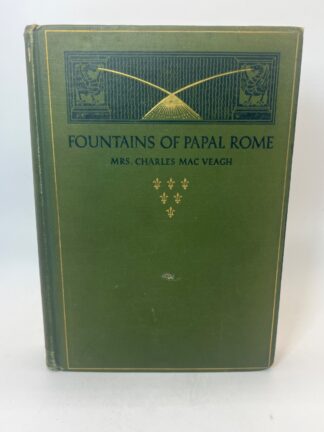 FOUNTAINS OF PAPAL ROME
MRS. CHARLES MAC VEAGH